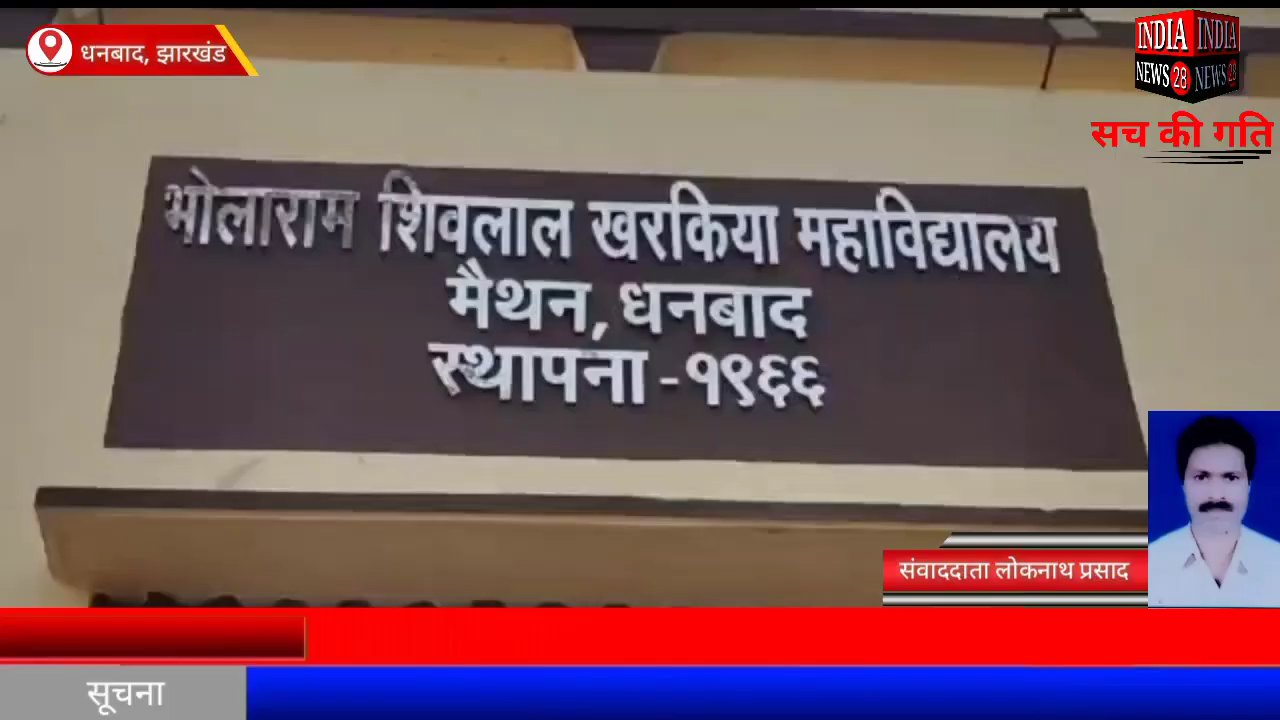 धनबाद, झारखंड
INDIA INDIA
NEWS 28 NEWS 28
सच की गति
भोलाराम शिवलाल खरकिया महाविद्यालय
मैथन, धनबाद
स्थापना -१९६६
संवाददाता लोकनाथ प्रसाद
सूचना